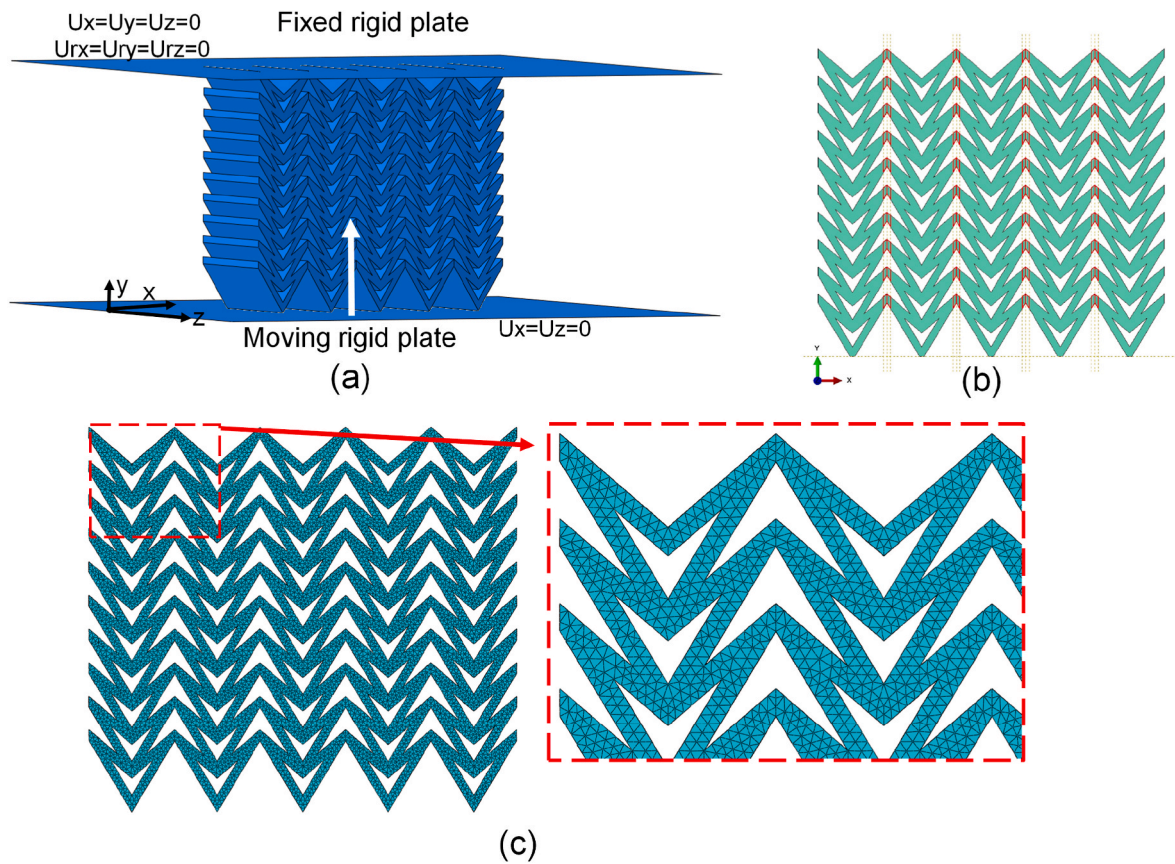 Ux=Uy=Uz=0
Urx=Ury=Urz=0
Fixed rigid plate
y
x
z
Moving rigid plate
Ux=Uz=0
(a)
Y
X
(b)
(c)